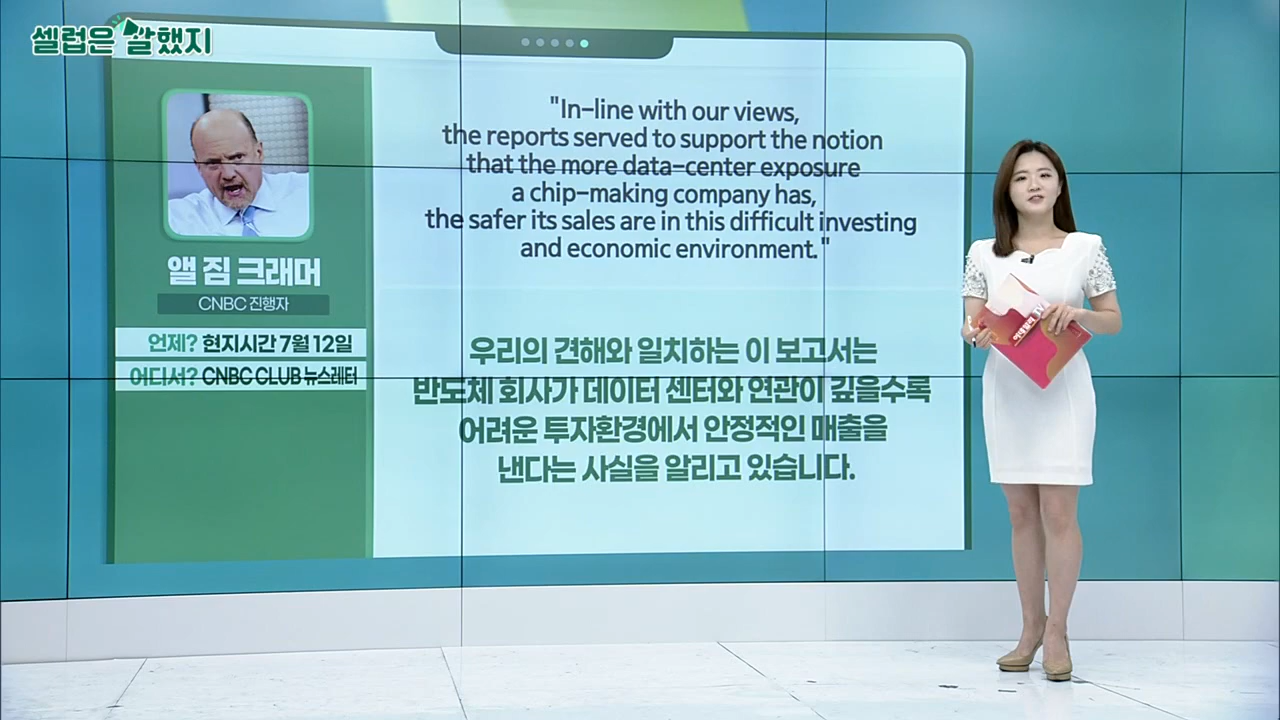 셀럽은 말했지
앨 짐 크래머
CNBC 진행자
언제? 현지시간 7월 12일
어디서? CNBC CLUB 뉴스레터
"In-line with our views,
the reports served to support the notion
that the more data-center exposure
a chip-making company has,
the safer its sales are in this difficult investing
and economic environment."
우리의 견해와 일치하는 이 보고서는
반도체 회사가 데이터 센터와 연관이 깊을수록
어려운 투자환경에서 안정적인 매출을
낸다는 사실을 알리고 있습니다.